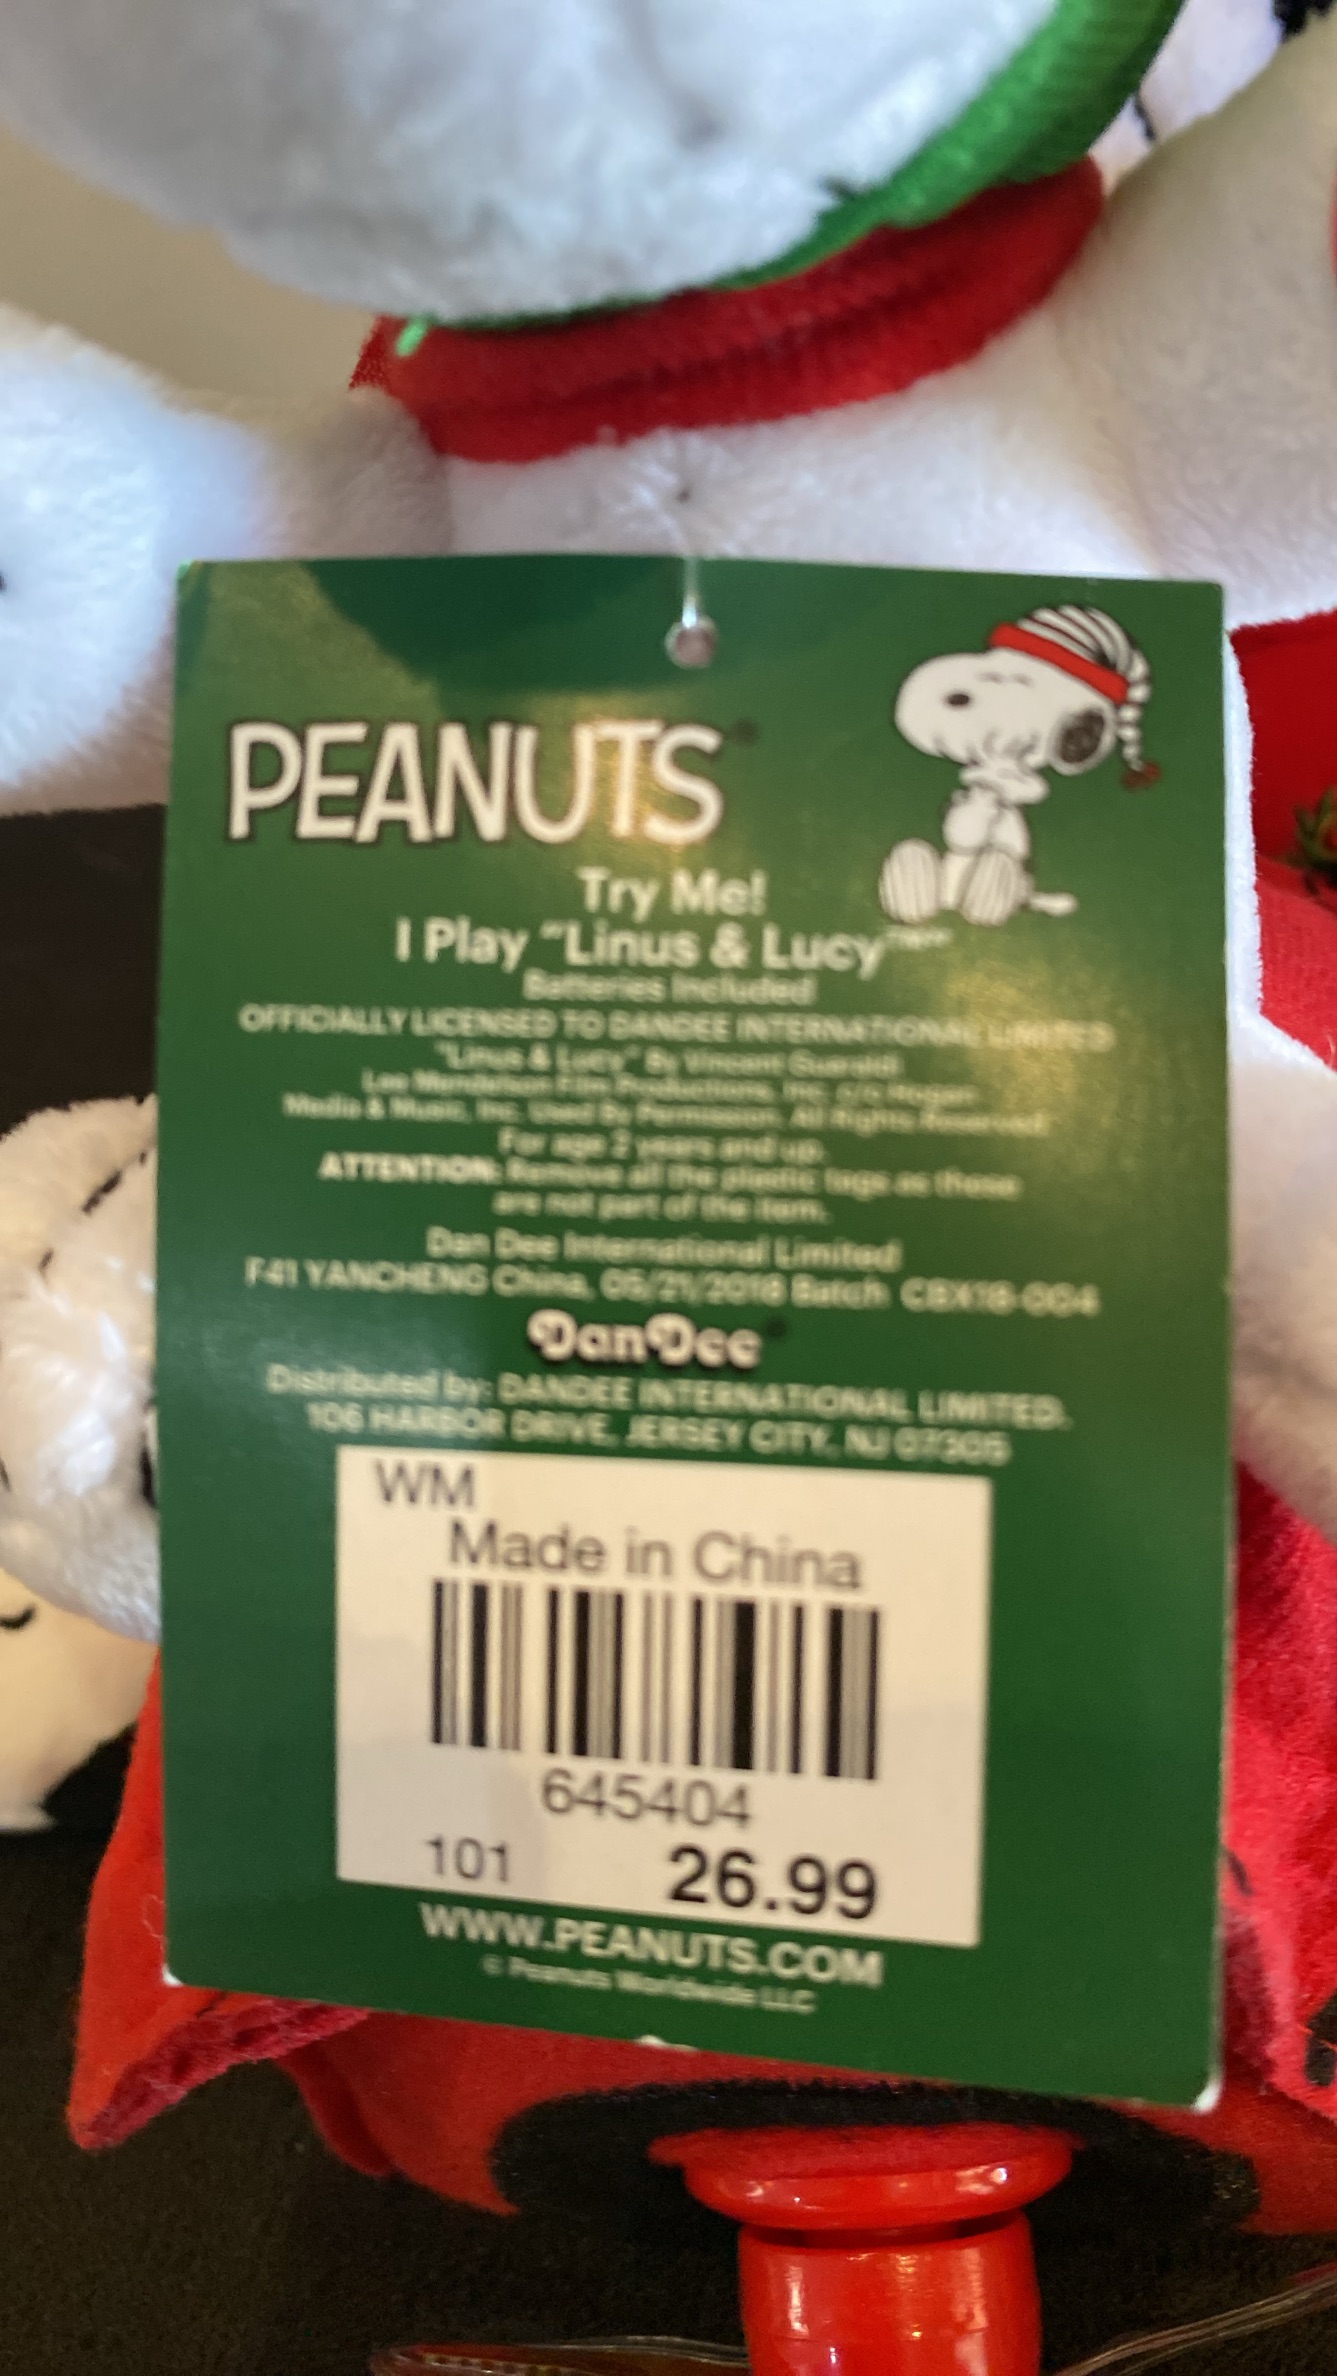 PEANUTS®
Try Me!
I Play "Linus & Lucy"
Batteries Included
OFFICIALLY LICENSED TO DANDEE INTERNATIONAL LIMITED
"Linus & Lucy" By Vincent Guaraldi
Lee Mendelson Film Productions, Inc. c/o Hogan
Media & Music, Inc. Used By Permission. All Rights Reserved
For age 2 years and up.
ATTENTION: Remove all the plastic tags as these
are not part of the item.
Dan Dee International Limited
F41 YANCHENG China, 05/21/2018 Batch CBX18-004
DanDee®
Distributed by: DANDEE INTERNATIONAL LIMITED.
106 HARBOR DRIVE, JERSEY CITY, NJ 07305
WM
Made in China
645404
101 26.99
WWW.PEANUTS.COM
© Peanuts Worldwide LLC